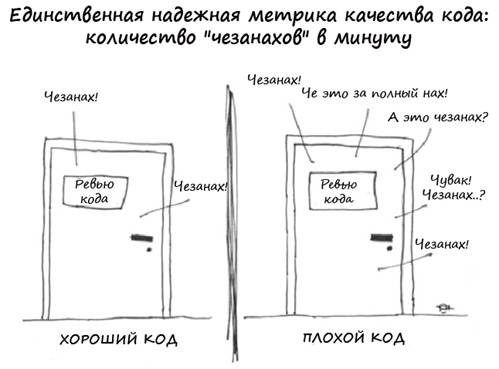 Единственная надежная метрика качества кода:
количество "чезанахов" в минуту
Чезанах!
Ревью
кода
Чезанах!
ХОРОШИЙ КОД
Чезанах!
Че это за полный нах!
А это чезанах?
Ревью
кода
Чувак!
Чезанах..?
Чезанах!
ПЛОХОЙ КОД